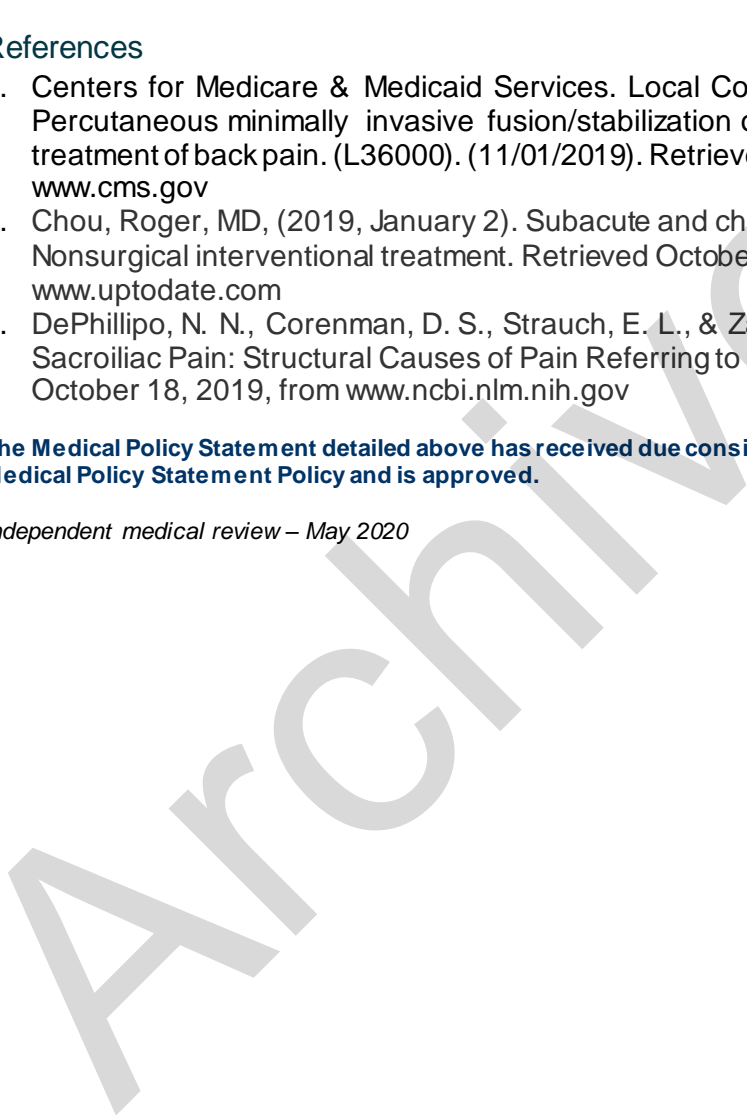 References
. Centers for Medicare & Medicaid Services. Local Co
Percutaneous minimally invasive fusion/stabilization
treatment of back pain. (L36000). (11/01/2019). Retrieve
www.cms.gov
. Chou, Roger, MD, (2019, January 2). Subacute and ch
Nonsurgical interventional treatment. Retrieved Octobe
www.uptodate.com
. DePhillipo, N. N., Corenman, D. S., Strauch, E. L., & Za
Sacroiliac Pain: Structural Causes of Pain Referring to
October 18, 2019, from www.ncbi.nlm.nih.gov
he Medical Policy Statement detailed above has received due consi
Medical Policy Statement Policy and is approved.
ndependent medical review – May 2020
Archive